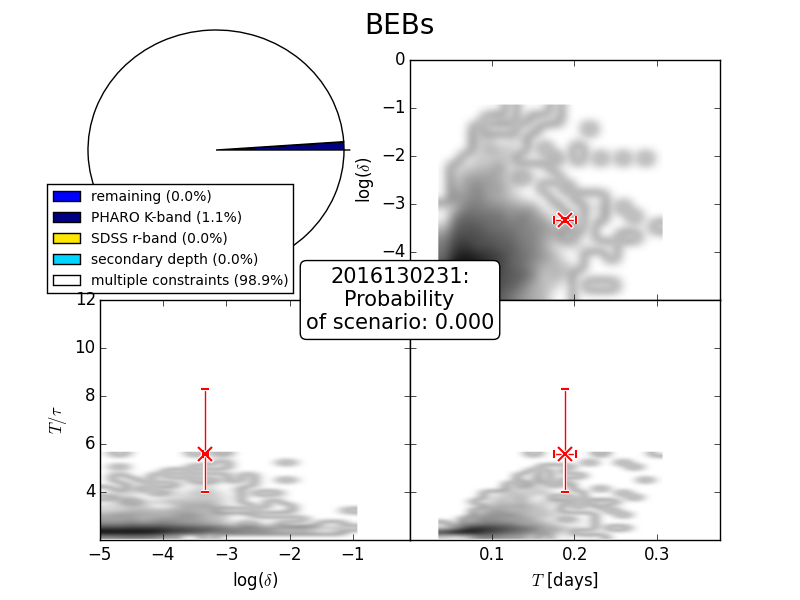 BEBs
0
−1
−2
−3
−4
log(δ)
remaining (0.0%)
PHARO K-band (1.1%)
SDSS r-band (0.0%)
secondary depth (0.0%)
multiple constraints (98.9%)
2016130231:
Probability
of scenario: 0.000
12
10
8
6
4
T/τ
−5 −4 −3 −2 −1
log(δ)
0.1 0.2 0.3
T [days]